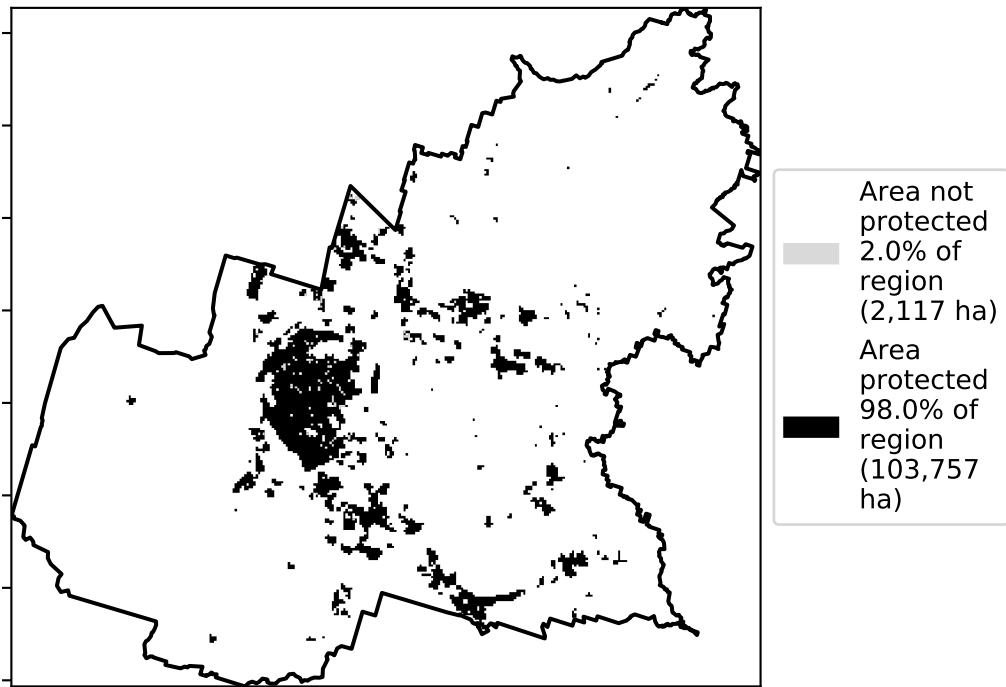 Area not
protected
2.0% of
region
(2,117 ha)
Area
protected
98.0% of
region
(103,757
ha)